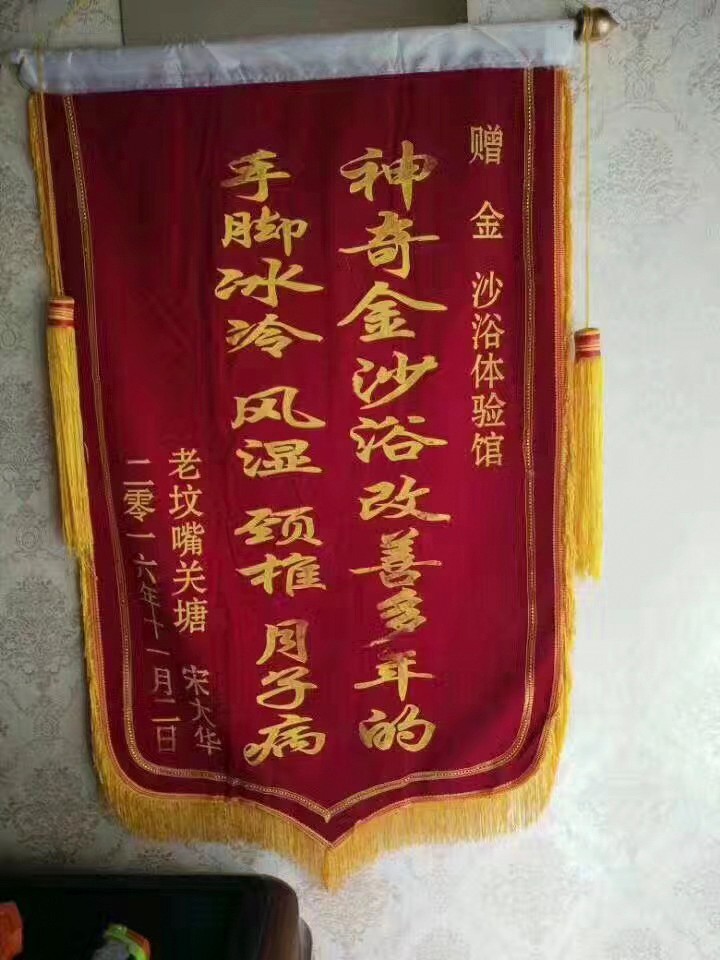 赠 金 沙浴体验馆
神奇金沙浴改善多年的
手脚冰冷 风湿 颈椎 月子病
老坟嘴关塘 宋大华
二零一六年十一月二日